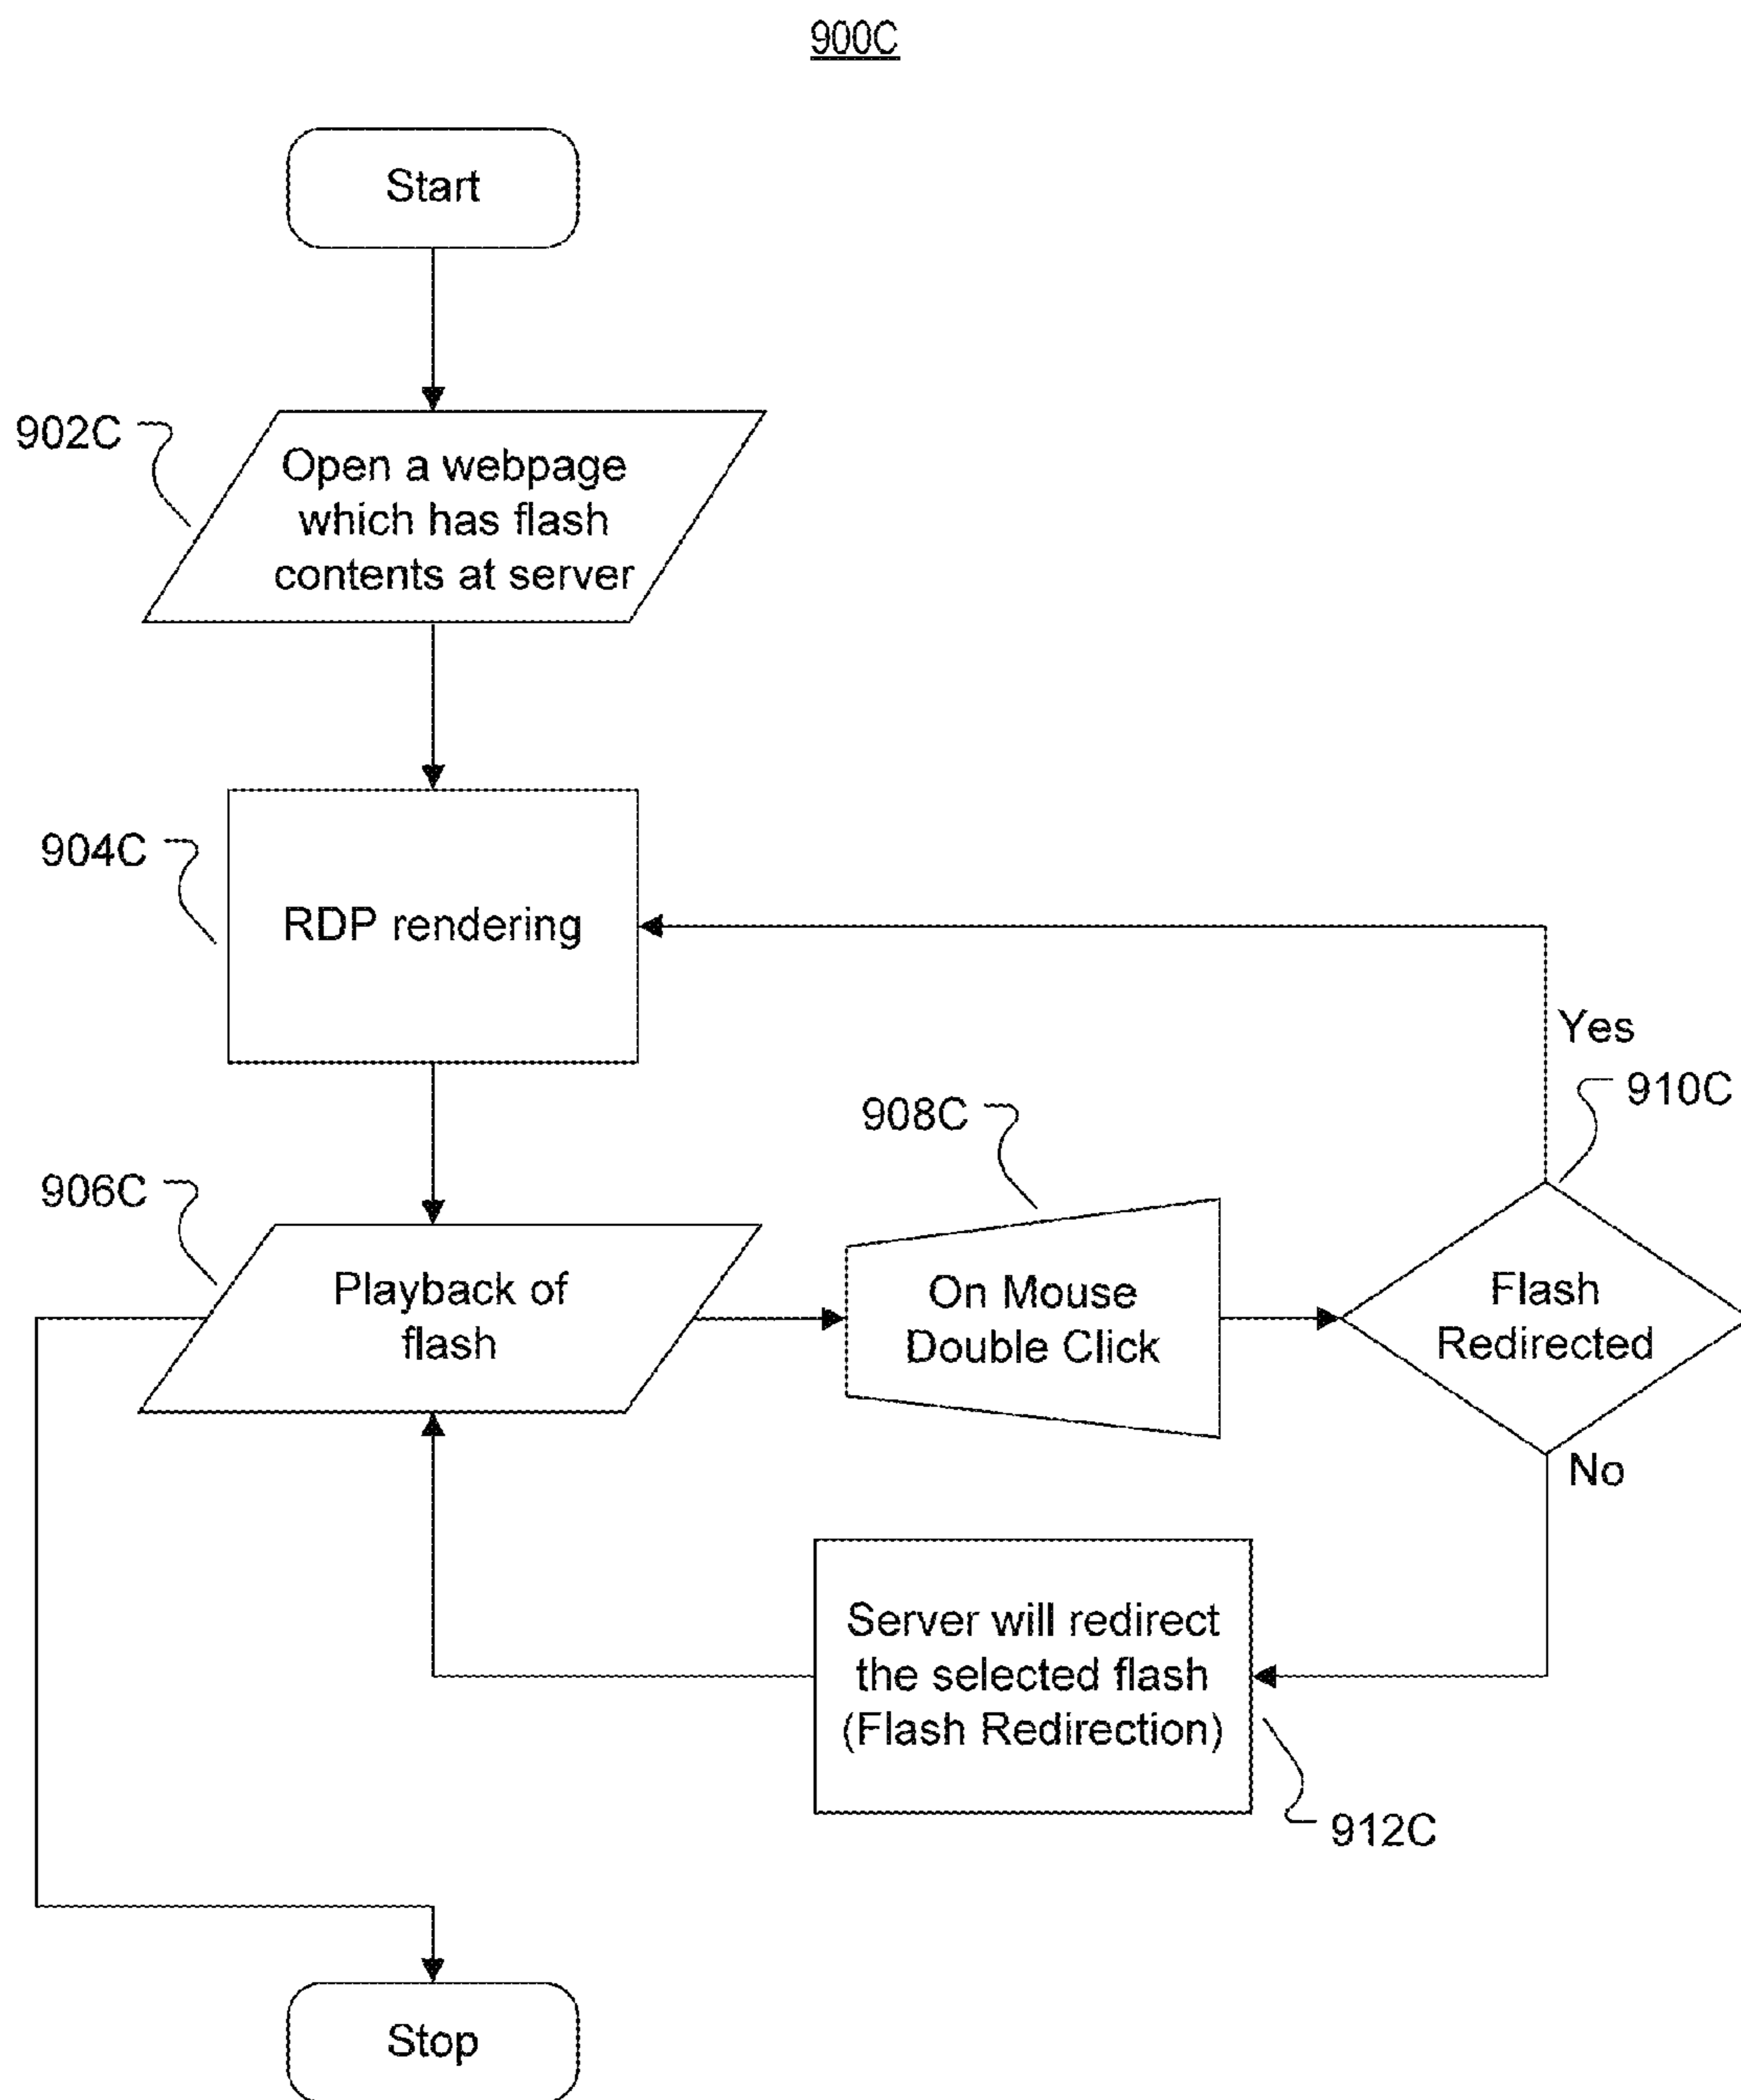 900C
Start
902C
Open a webpage
which has flash
contents at server
904C
RDP rendering
Yes
910C
908C
906C
Playback of
flash
On Mouse
Double Click
Flash
Redirected
No
Server will redirect
the selected flash
(Flash Redirection)
912C
Stop